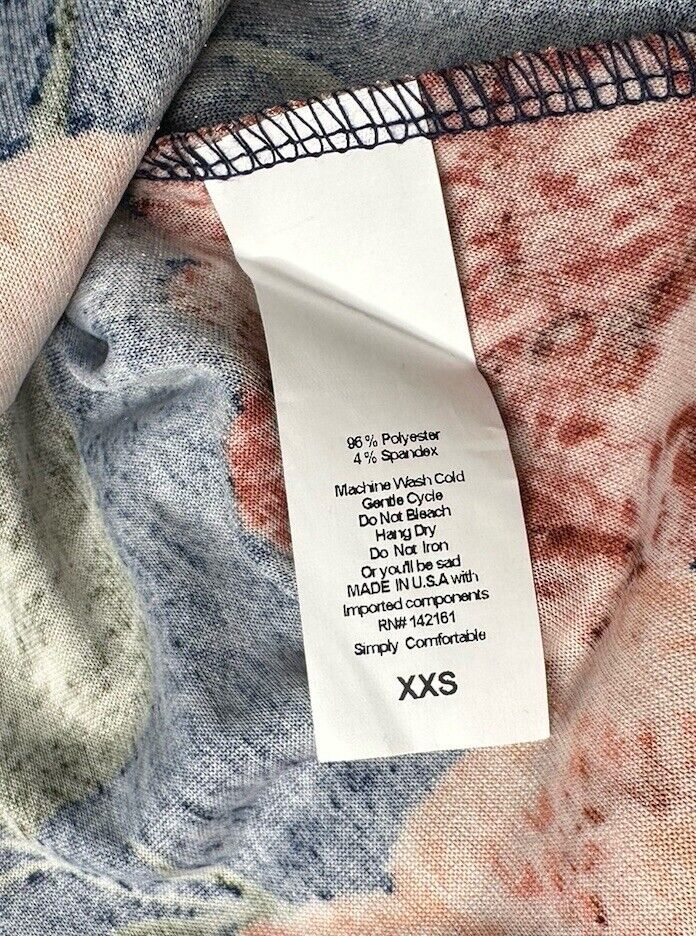 96% Polyester
4% Spandex
Machine Wash Cold
Gentle Cycle
Do Not Bleach
Hang Dry
Do Not Iron
Or you'll be sad
MADE IN U.S.A with
Imported components
RN# 142161
Simply Comfortable
XXS